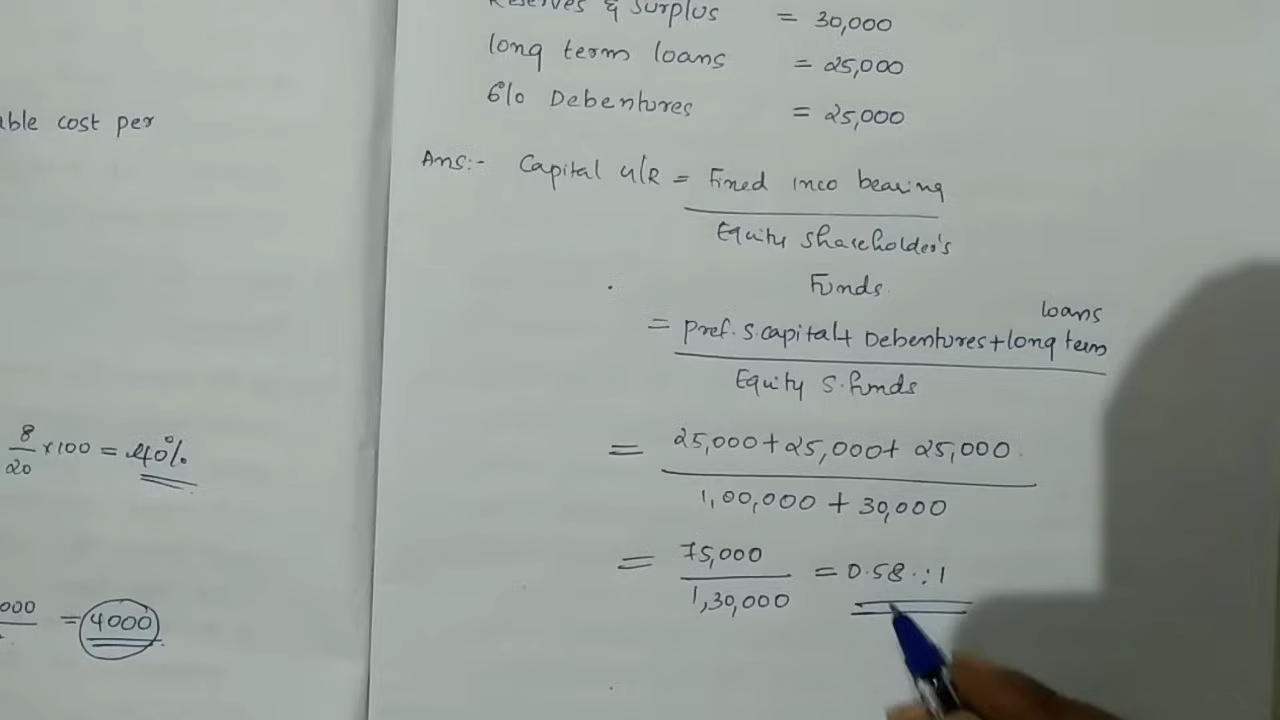 able cost per
8/20 ×100 = 40%
000 = 4000
Reserves & Surplus = 30,000
long term loans = 25,000
6% Debentures = 25,000
Ans:- Capital G/R = Fixed inco bearing
Equity shareholder's
Funds.
loans
= Pref. S. capital + Debentures + long term
Equity S. funds
= 25,000 + 25,000 + 25,000
1,00,000 + 30,000
= 75,000 / 1,30,000 = 0.58 : 1